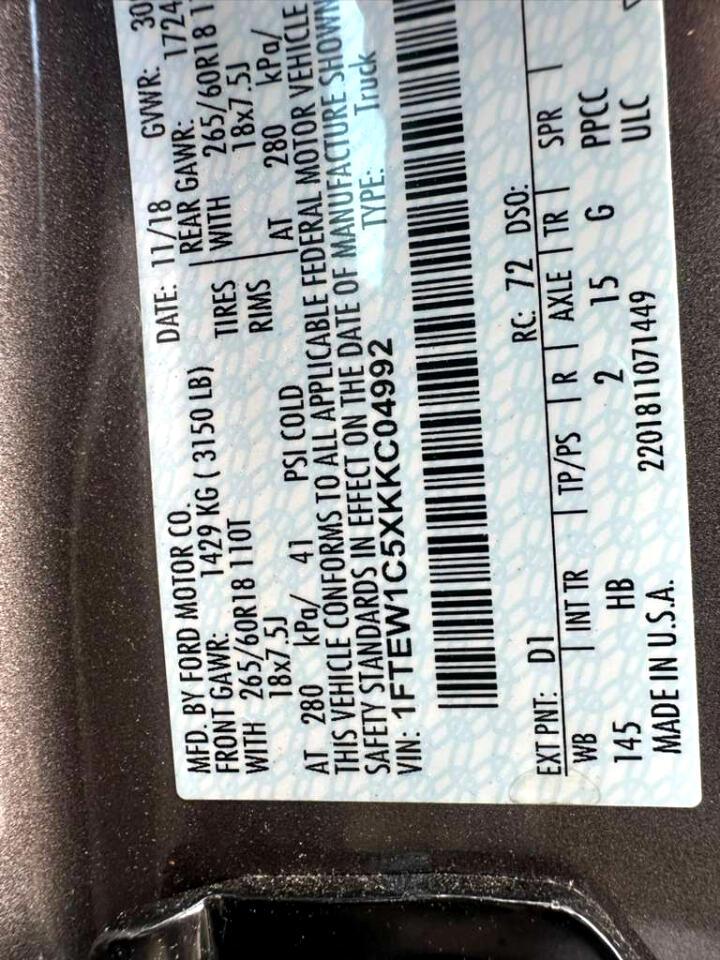 MFD. BY FORD MOTOR CO. DATE: 11/18 GVWR:
FRONT GAWR: 1429 KG ( 3150 LB) REAR GAWR: 1724
WITH 265/60R18 110T TIRES WITH 265/60R18
18x7.5J RIMS 18x7.5J
AT 280 kPa/ 41 PSI COLD AT 280 kPa/
THIS VEHICLE CONFORMS TO ALL APPLICABLE FEDERAL MOTOR VEHICLE
SAFETY STANDARDS IN EFFECT ON THE DATE OF MANUFACTURE SHOWN
VIN: 1FTEW1C5XKKC04992 TYPE: Truck
EXT PNT: D1 RC: 72 DSO:
WB INT TR TP/PS R AXLE TR SPR
145 HB 2 15 G PPCC
MADE IN U.S.A. 2201811071449 ULC